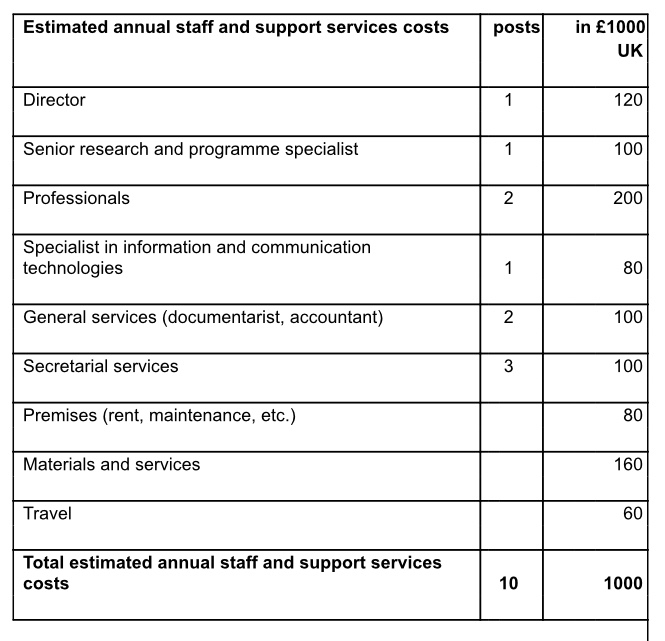 Estimated annual staff and support services costs posts in £1000
UK
Director 1 120
Senior research and programme specialist 1 100
Professionals 2 200
Specialist in information and communication
technologies 1 80
General services (documentarist, accountant) 2 100
Secretarial services 3 100
Premises (rent, maintenance, etc.) 80
Materials and services 160
Travel 60
Total estimated annual staff and support services
costs 10 1000